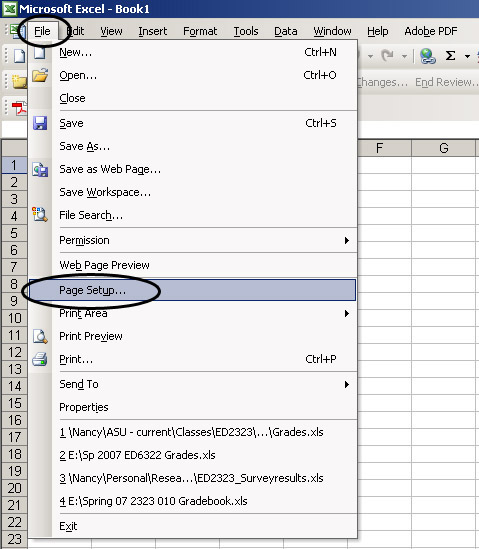 Microsoft Excel - Book1
File Edit View Insert Format Tools Data Window Help Adobe PDF
New... Ctrl+N
Open... Ctrl+O
Changes... End Review...
Close
Save Ctrl+S
Save As...
F G
Save as Web Page...
Save Workspace...
File Search...
Permission
Web Page Preview
Page Setup...
Print Area
Print Preview
Print... Ctrl+P
Send To
Properties
1 \Nancy\ASU - current\Classes\ED2323\...\Grades.xls
2 E:\Sp 2007 ED6322 Grades.xls
3 \Nancy\Personal\Resea...\ED2323_Surveyresults.xls
4 E:\Spring 07 2323 010 Gradebook.xls
Exit
1
2
3
4
5
6
7
8
9
10
11
12
13
14
15
16
17
18
19
20
21
22
23